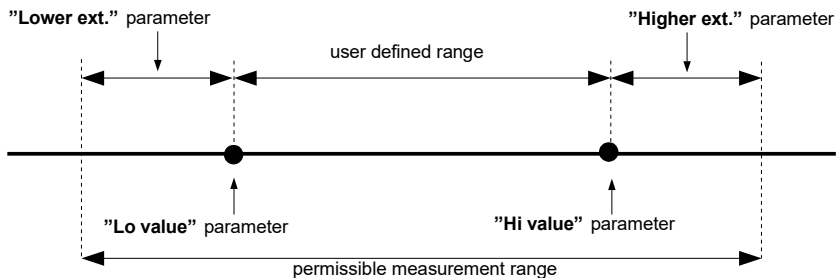 ”Lower ext.” parameter
”Higher ext.” parameter
user defined range
”Lo value” parameter
”Hi value” parameter
permissible measurement range